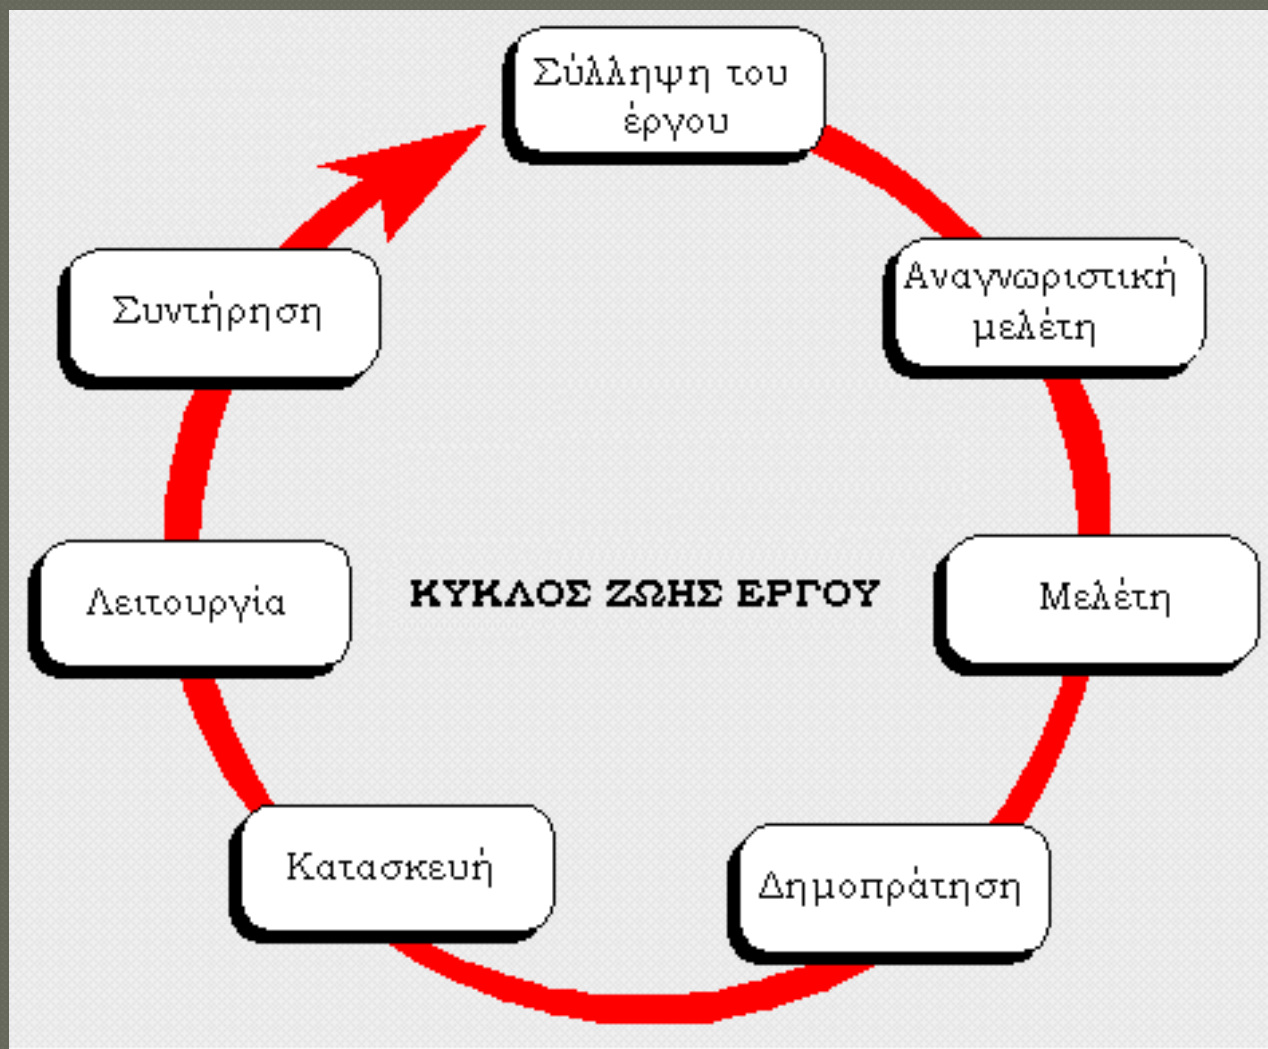 Σύλληψη του
έργου
Αναγνωριστική
μελέτη
Μελέτη
Δημοπράτηση
Κατασκευή
Λειτουργία
Συντήρηση
ΚΥΚΛΟΣ ΖΩΗΣ ΕΡΓΟΥ